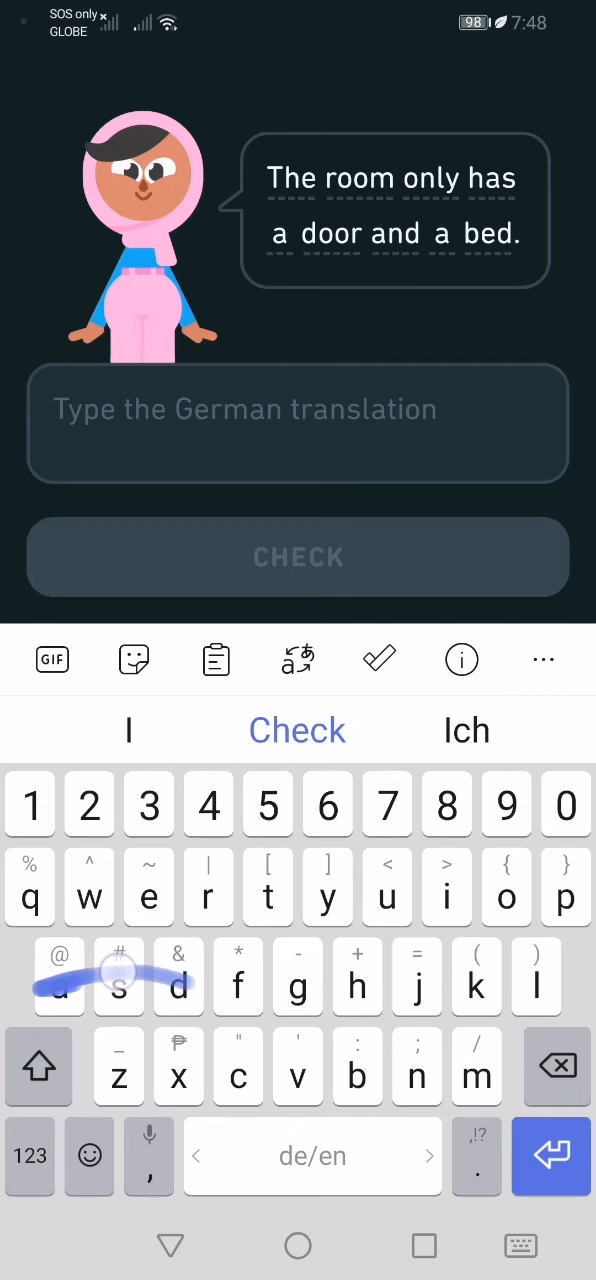 SOS only
GLOBE
98 7:48
The room only has
a door and a bed.
Type the German translation
CHECK
GIF
I Check Ich
1 2 3 4 5 6 7 8 9 0
% ^ ~ | [ ] < > { }
q w e r t y u i o p
@ # & * - + = ( )
a s d f g h j k l
_ ₱ " ' : ; /
z x c v b n m
123 , de/en ,!? .